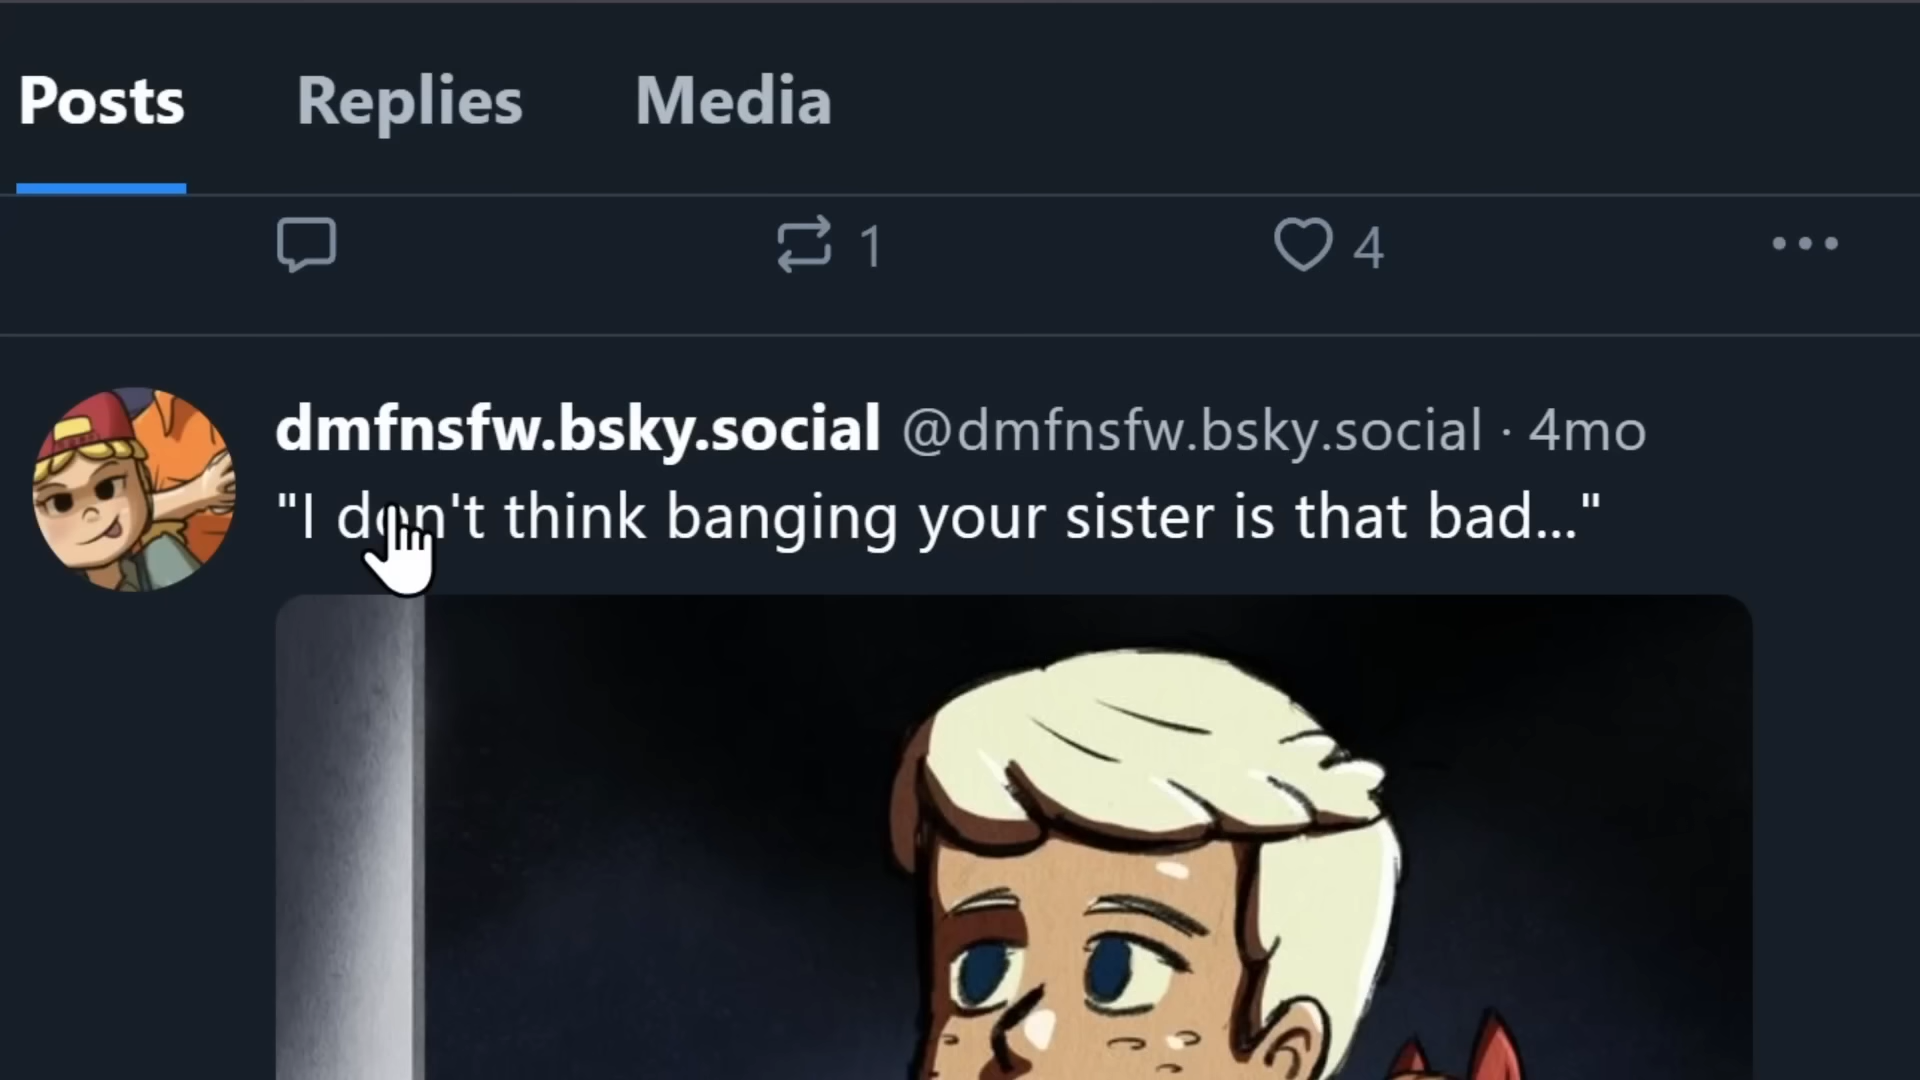 Posts Replies Media
1 4
dmfnsfw.bsky.social @dmfnsfw.bsky.social · 4mo
"I don't think banging your sister is that bad..."